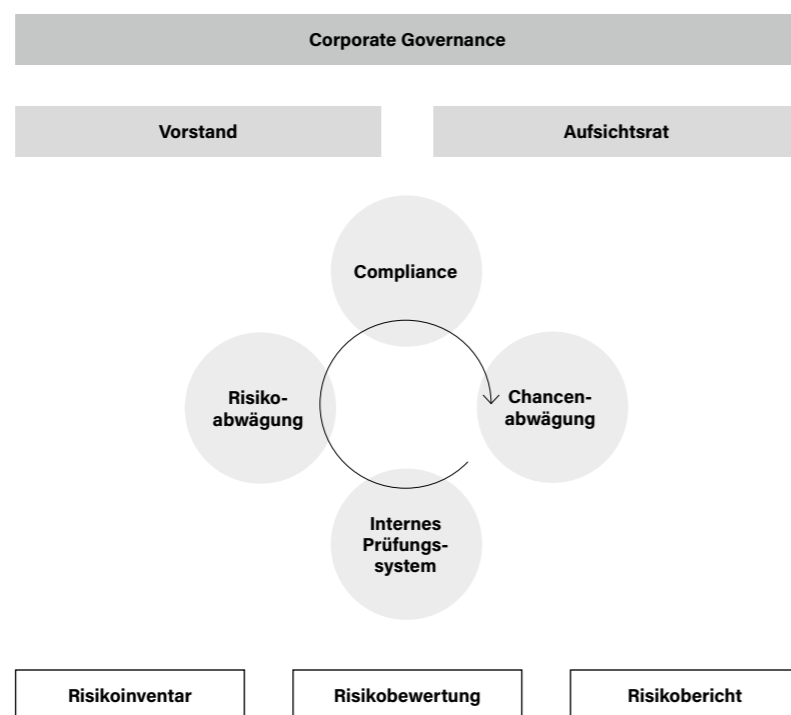 Corporate Governance
Vorstand
Aufsichtsrat
Compliance
Risiko-
abwägung
Chancen-
abwägung
Internes
Prüfungs-
system
Risikoinventar
Risikobewertung
Risikobericht